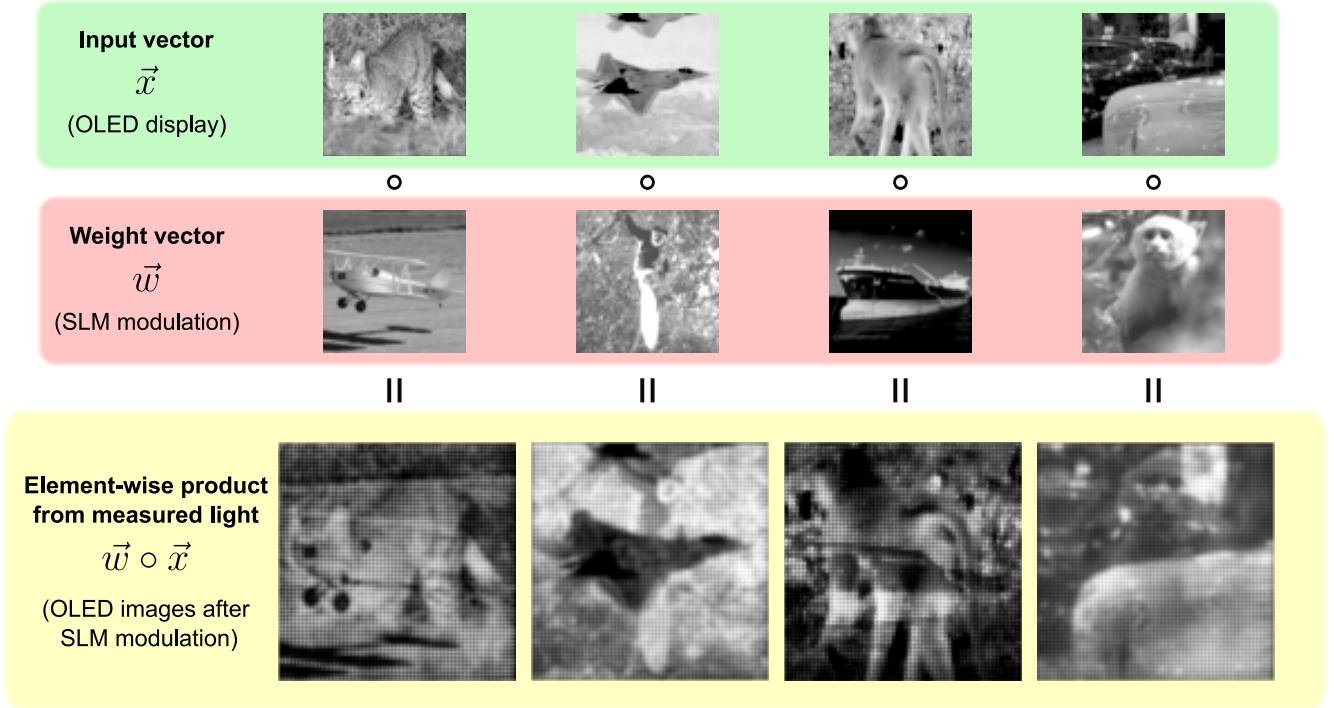 Input vector
x⃗
(OLED display)
Weight vector
w⃗
(SLM modulation)
Element-wise product
from measured light
w⃗ ∘ x⃗
(OLED images after
SLM modulation)